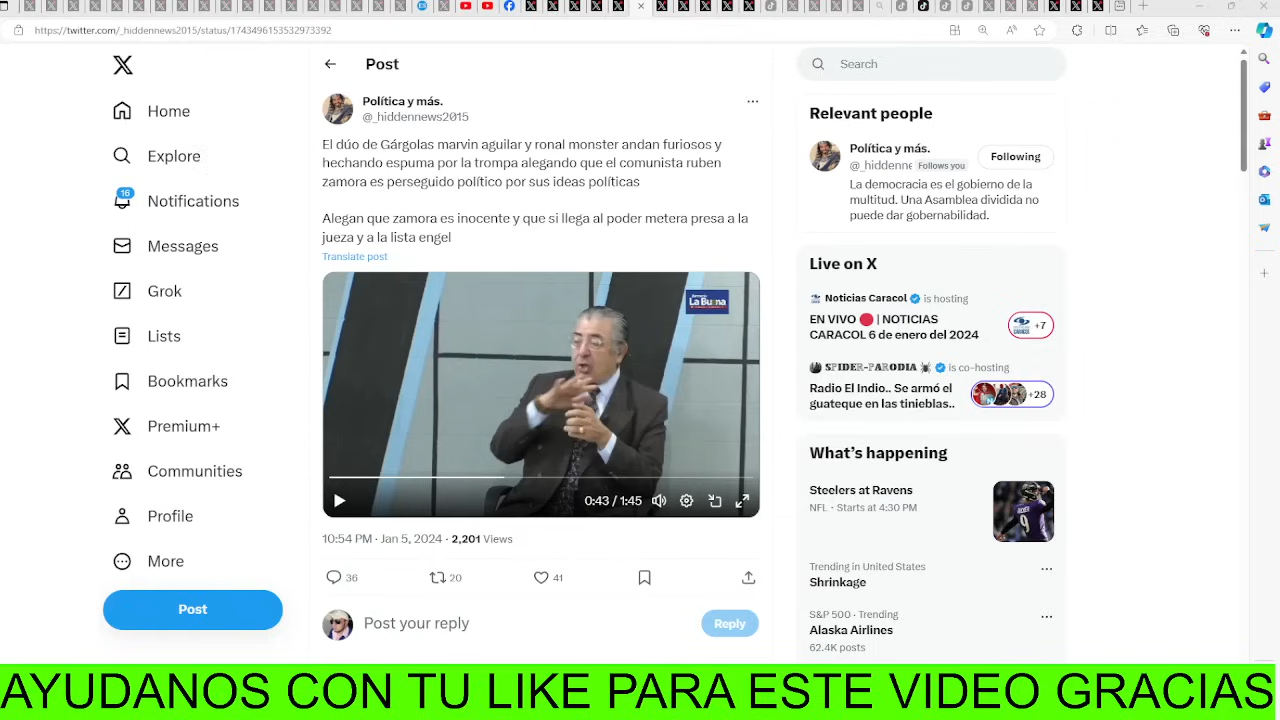 https://twitter.com/_hiddennews2015/status/1743496153532973392
Home
Explore
16
Notifications
Messages
Grok
Lists
Bookmarks
Communities
Premium+
Profile
More
Post
Post
Política y más.
@_hiddennews2015
El dúo de Gárgolas marvin aguilar y ronal monster andan furiosos y
hechando espuma por la trompa alegando que el comunista ruben
zamora es perseguido político por sus ideas políticas
Alegan que zamora es inocente y que si llega al poder metera presa a la
jueza y a la lista engel
Translate post
La Buena
0:43 / 1:45
10:54 PM · Jan 5, 2024 · 2,201 Views
36
20
41
Post your reply
Reply
Search
Relevant people
Política y más.
@_hiddenne Follows you
Following
La democracia es el gobierno de la
multitud. Una Asamblea dividida no
puede dar gobernabilidad.
Live on X
Noticias Caracol is hosting
EN VIVO 🔴 | NOTICIAS
CARACOL 6 de enero del 2024
+7
SPIDER-PARODIA 🕷 is co-hosting
Radio El Indio.. Se armó el
guateque en las tinieblas..
+28
What's happening
Steelers at Ravens
NFL · Starts at 4:30 PM
Trending in United States
Shrinkage
S&P 500 · Trending
Alaska Airlines
62.4K posts
AYUDANOS CON TU LIKE PARA ESTE VIDEO GRACIAS